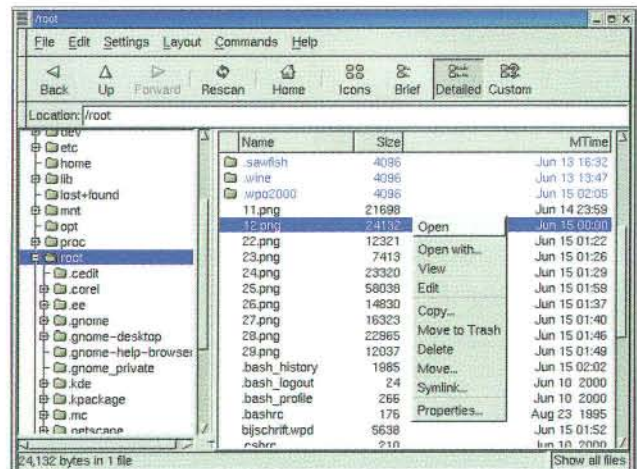 /root
File Edit Settings Layout Commands Help
Back Up Forward Rescan Home Icons Brief Detailed Custom
Location: /root
dev
etc
home
lib
lost+found
mnt
opt
proc
root
.cedit
.corel
.ee
.gnome
.gnome-desktop
.gnome-help-browser
.gnome_private
.kde
.kpackage
.mc
.netscape
Name Size MTime
.sawfish 4096 Jun 13 16:32
.wine 4096 Jun 13 13:47
.wpo2000 4096 Jun 15 02:05
11.png 21698 Jun 14 23:59
12.png 24132 Jun 15 00:00
22.png 12321 Jun 15 01:22
23.png 7413 Jun 15 01:26
24.png 23320 Jun 15 01:29
25.png 58038 Jun 15 01:58
26.png 14830 Jun 15 01:37
27.png 16323 Jun 15 01:40
28.png 22865 Jun 15 01:46
29.png 12037 Jun 15 01:49
.bash_history 1985 Jun 15 02:02
.bash_logout 24 Jun 10 2000
.bash_profile 266 Jun 10 2000
.bashrc 176 Aug 23 1995
bijschrift.wpd 5638 Jun 15 01:52
.cshrc 210 Jun 10 2000
Open
Open with...
View
Edit
Copy...
Move to Trash
Delete
Move...
Symlink...
Properties...
24,132 bytes in 1 file
Show all files